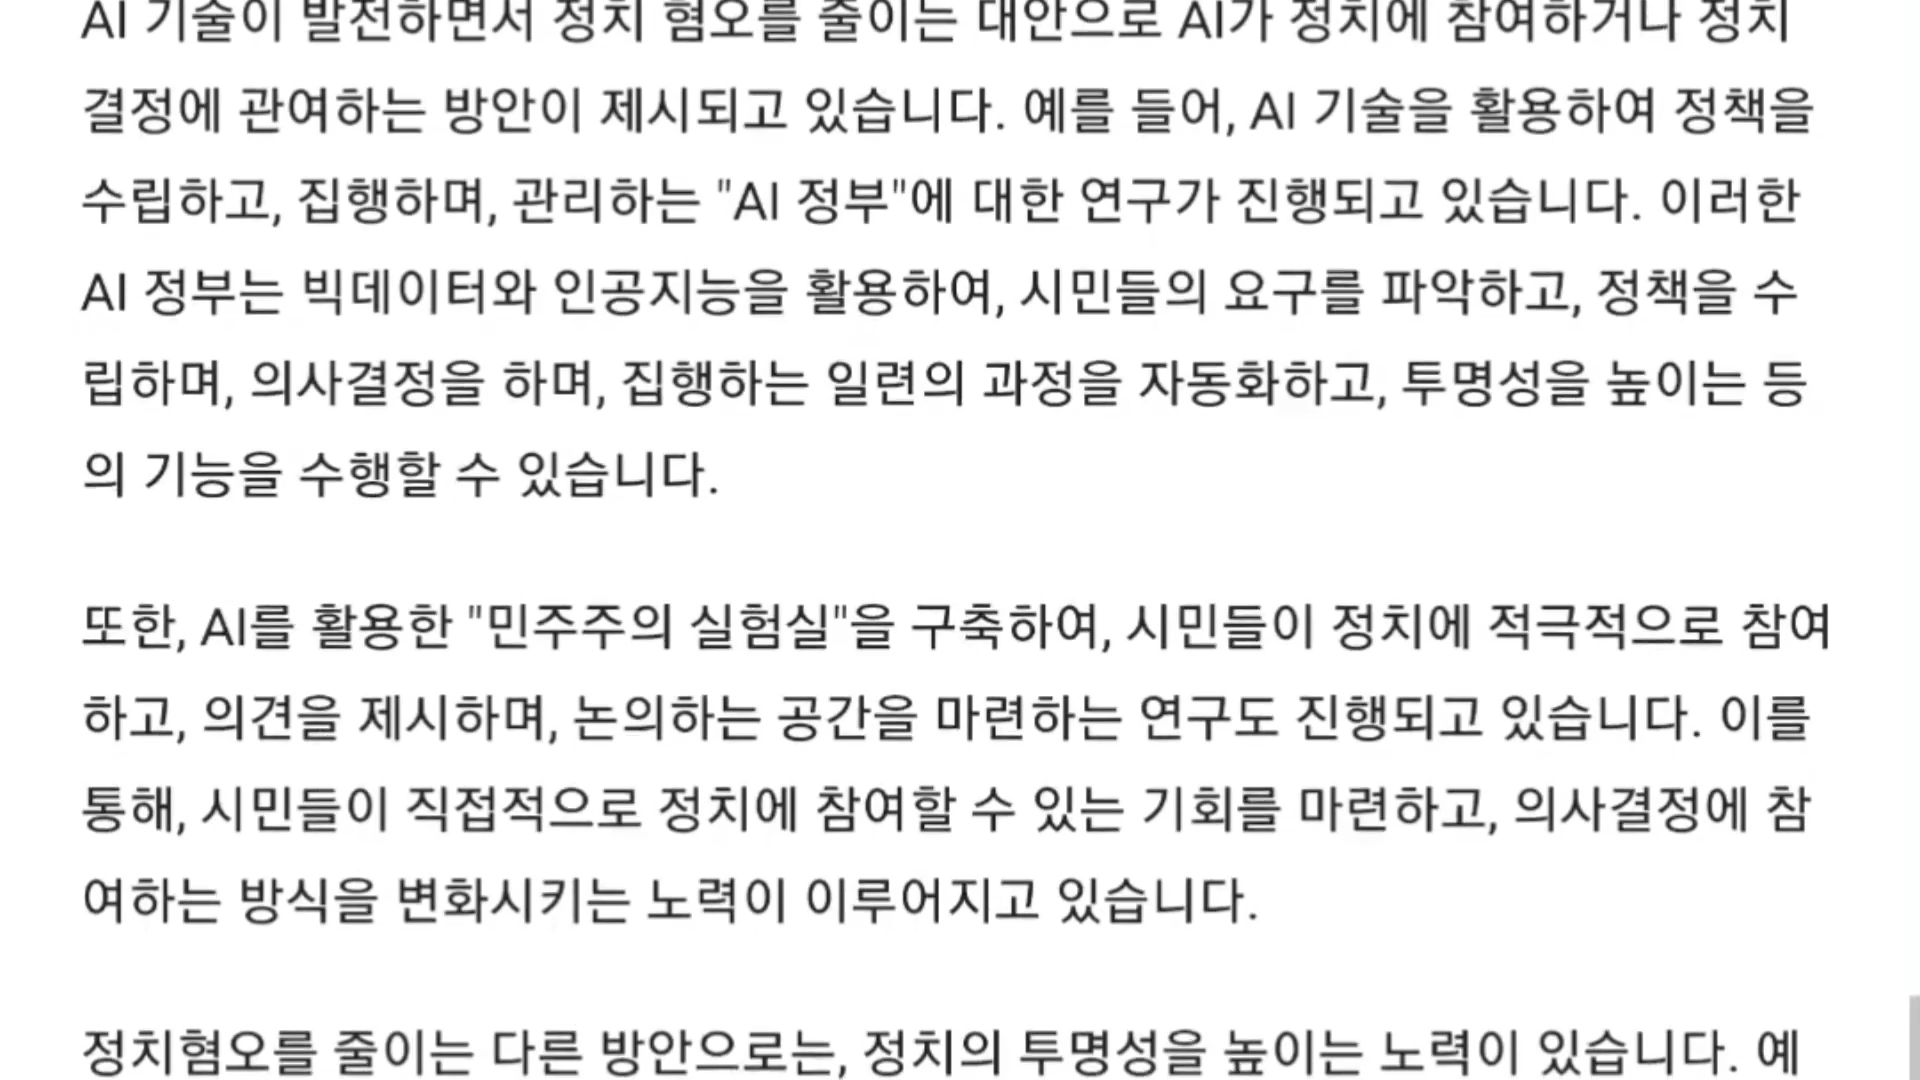 AI 기술이 발전하면서 정치 혐오를 줄이는 대안으로 AI가 정치에 참여하거나 정치
결정에 관여하는 방안이 제시되고 있습니다. 예를 들어, AI 기술을 활용하여 정책을
수립하고, 집행하며, 관리하는 "AI 정부"에 대한 연구가 진행되고 있습니다. 이러한
AI 정부는 빅데이터와 인공지능을 활용하여, 시민들의 요구를 파악하고, 정책을 수
립하며, 의사결정을 하며, 집행하는 일련의 과정을 자동화하고, 투명성을 높이는 등
의 기능을 수행할 수 있습니다.
또한, AI를 활용한 "민주주의 실험실"을 구축하여, 시민들이 정치에 적극적으로 참여
하고, 의견을 제시하며, 논의하는 공간을 마련하는 연구도 진행되고 있습니다. 이를
통해, 시민들이 직접적으로 정치에 참여할 수 있는 기회를 마련하고, 의사결정에 참
여하는 방식을 변화시키는 노력이 이루어지고 있습니다.
정치혐오를 줄이는 다른 방안으로는, 정치의 투명성을 높이는 노력이 있습니다. 예